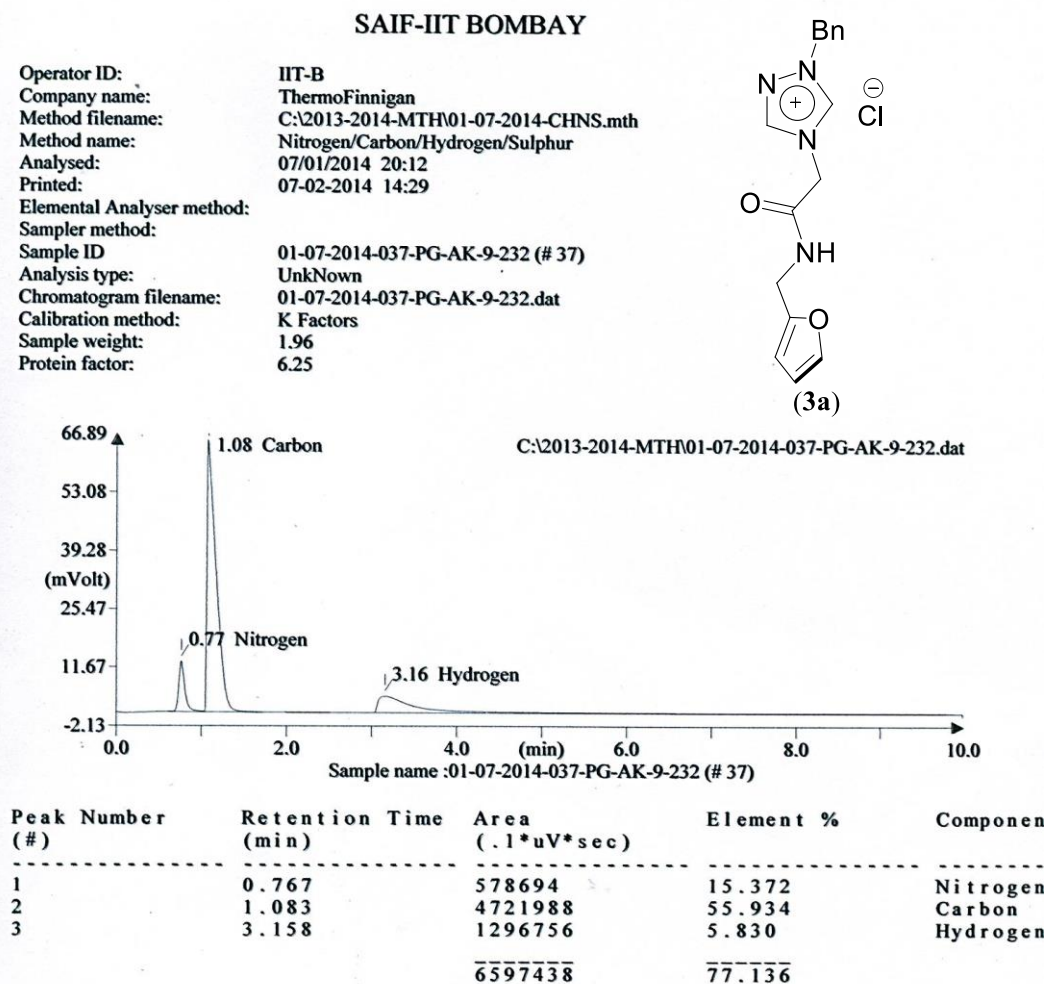 SAIF-IIT BOMBAY
Operator ID: IIT-B
Company name: ThermoFinnigan
Method filename: C:\2013-2014-MTH\01-07-2014-CHNS.mth
Method name: Nitrogen/Carbon/Hydrogen/Sulphur
Analysed: 07/01/2014 20:12
Printed: 07-02-2014 14:29
Elemental Analyser method:
Sampler method:
Sample ID 01-07-2014-037-PG-AK-9-232 (# 37)
Analysis type: UnkNown
Chromatogram filename: 01-07-2014-037-PG-AK-9-232.dat
Calibration method: K Factors
Sample weight: 1.96
Protein factor: 6.25
Bn
N N
+
−
Cl
N
O
NH
O
(3a)
66.89
1.08 Carbon
C:\2013-2014-MTH\01-07-2014-037-PG-AK-9-232.dat
53.08
39.28
(mVolt)
25.47
0.77 Nitrogen
11.67
3.16 Hydrogen
-2.13
0.0 2.0 4.0 (min) 6.0 8.0 10.0
Sample name :01-07-2014-037-PG-AK-9-232 (# 37)
Peak Number Retention Time Area Element % Componen
(#) (min) (.1*uV*sec)
1 0.767 578694 15.372 Nitrogen
2 1.083 4721988 55.934 Carbon
3 3.158 1296756 5.830 Hydrogen
6597438 77.136